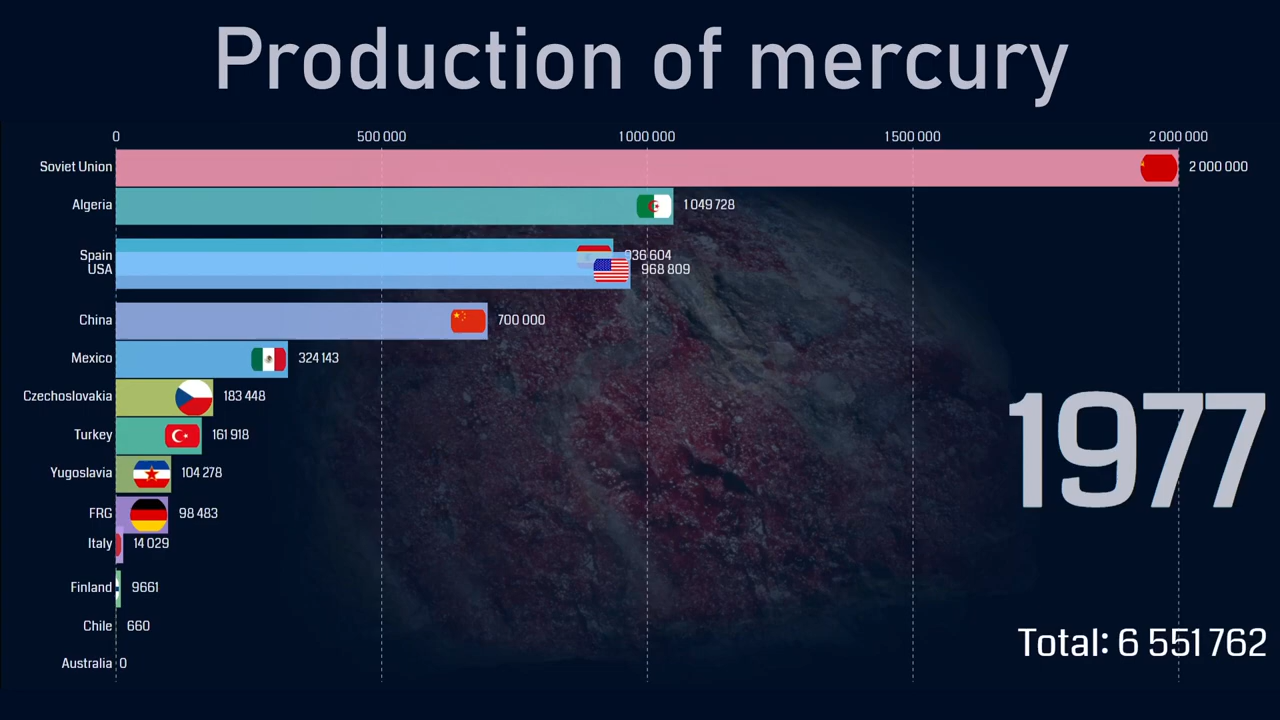 Production of mercury
0 500 000 1 000 000 1 500 000 2 000 000
Soviet Union 2 000 000
Algeria 1 049 728
Spain 936 604
USA 968 809
China 700 000
Mexico 324 143
Czechoslovakia 183 448
Turkey 161 918
Yugoslavia 104 278
FRG 98 483
Italy 14 029
Finland 9661
Chile 660
Australia 0
1977
Total: 6 551 762